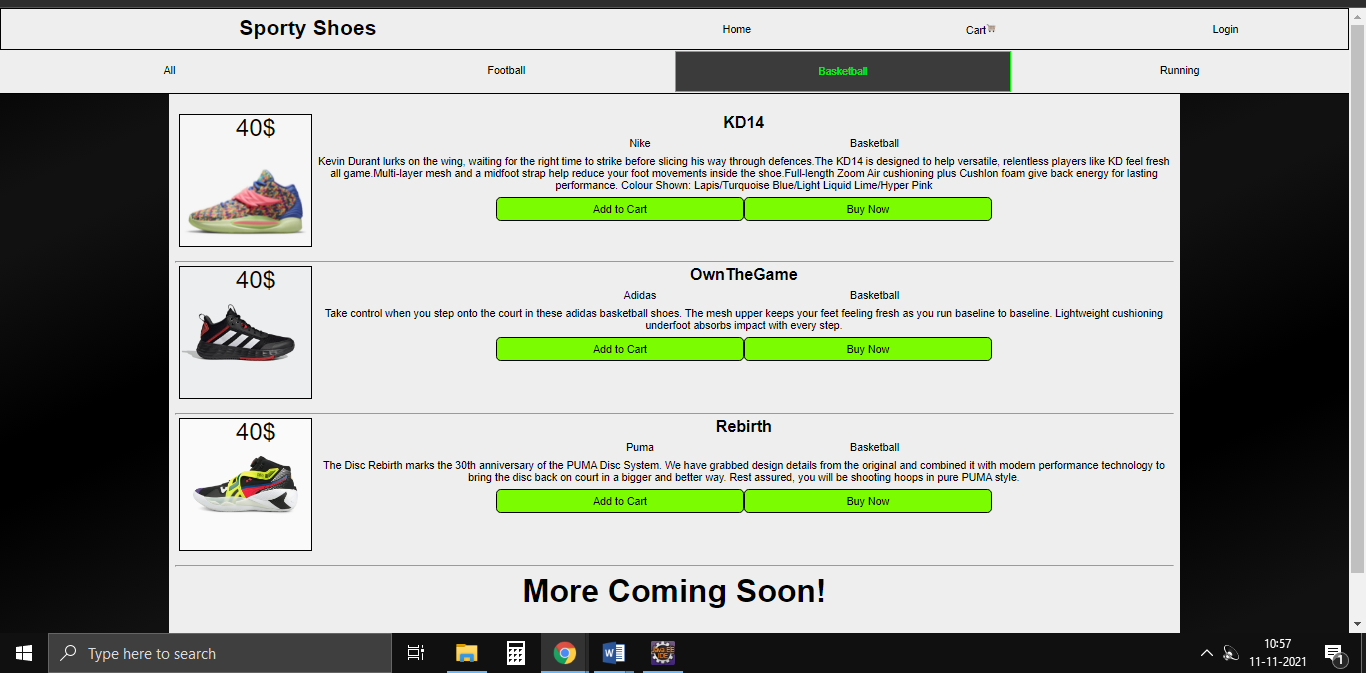 Sporty Shoes
Home
Cart
Login
All
Football
Basketball
Running
40$
KD14
Nike
Basketball
Kevin Durant lurks on the wing, waiting for the right time to strike before slicing his way through defences.The KD14 is designed to help versatile, relentless players like KD feel fresh
all game.Multi-layer mesh and a midfoot strap help reduce your foot movements inside the shoe.Full-length Zoom Air cushioning plus Cushlon foam give back energy for lasting
performance. Colour Shown: Lapis/Turquoise Blue/Light Liquid Lime/Hyper Pink
Add to Cart
Buy Now
40$
OwnTheGame
Adidas
Basketball
Take control when you step onto the court in these adidas basketball shoes. The mesh upper keeps your feet feeling fresh as you run baseline to baseline. Lightweight cushioning
underfoot absorbs impact with every step.
Add to Cart
Buy Now
40$
Rebirth
Puma
Basketball
The Disc Rebirth marks the 30th anniversary of the PUMA Disc System. We have grabbed design details from the original and combined it with modern performance technology to
bring the disc back on court in a bigger and better way. Rest assured, you will be shooting hoops in pure PUMA style.
Add to Cart
Buy Now
More Coming Soon!
Type here to search
10:57
11-11-2021
1